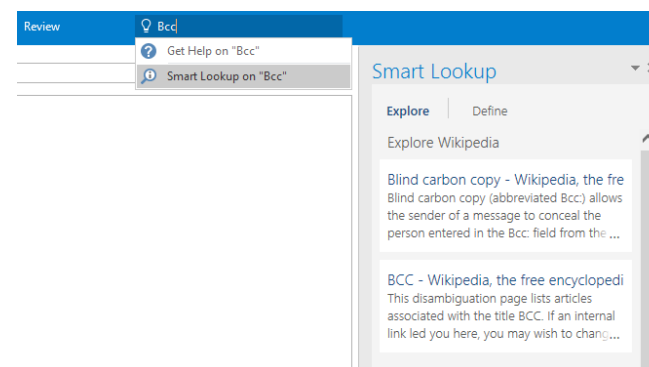 Review
Bcc
Get Help on "Bcc"
Smart Lookup on "Bcc"
Smart Lookup
Explore
Define
Explore Wikipedia
Blind carbon copy - Wikipedia, the fre
Blind carbon copy (abbreviated Bcc:) allows
the sender of a message to conceal the
person entered in the Bcc: field from the ...
BCC - Wikipedia, the free encyclopedi
This disambiguation page lists articles
associated with the title BCC. If an internal
link led you here, you may wish to chang...